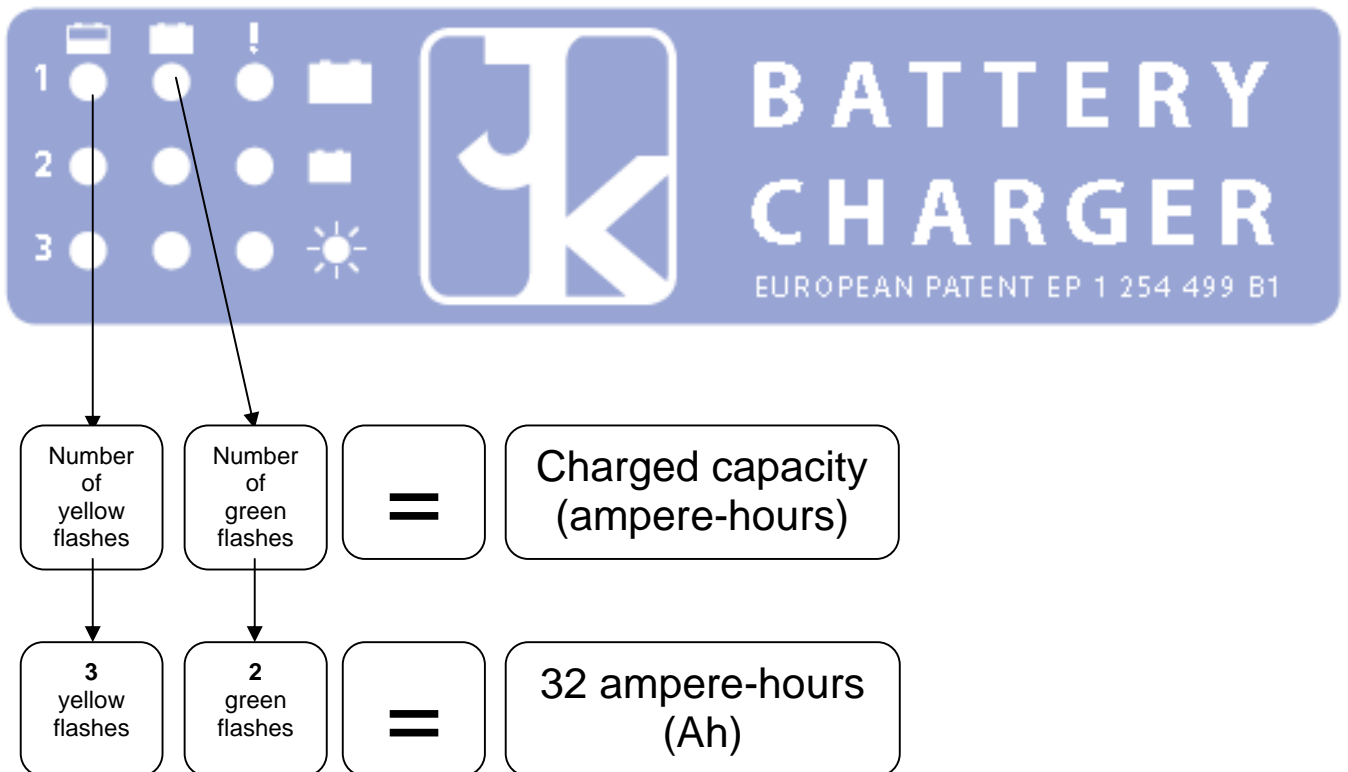 1
2
3
JK
BATTERY
CHARGER
EUROPEAN PATENT EP 1 254 499 B1
Number
of
yellow
flashes
Number
of
green
flashes
=
Charged capacity
(ampere-hours)
3
yellow
flashes
2
green
flashes
=
32 ampere-hours
(Ah)